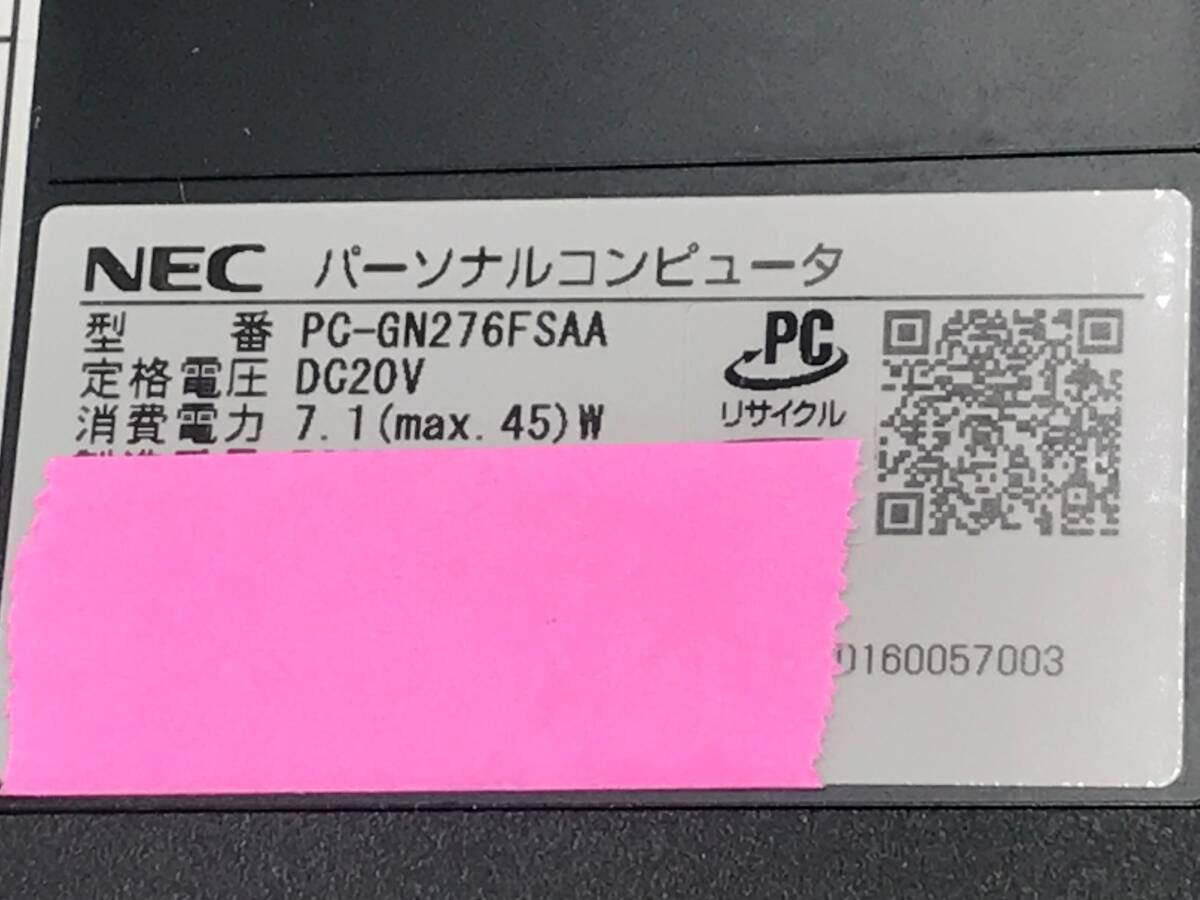 NEC パーソナルコンピュータ
型 番 PC-GN276FSAA
定格電圧 DC20V
消費電力 7.1(max.45)W
PC
リサイクル
0160057003